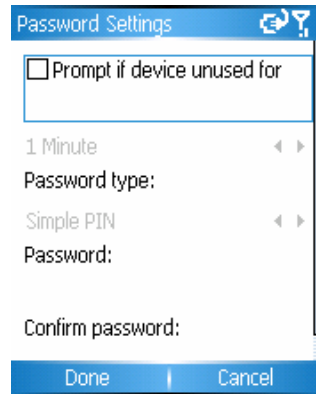 Password Settings
Prompt if device unused for
1 Minute
Password type:
Simple PIN
Password:
Confirm password:
Done Cancel